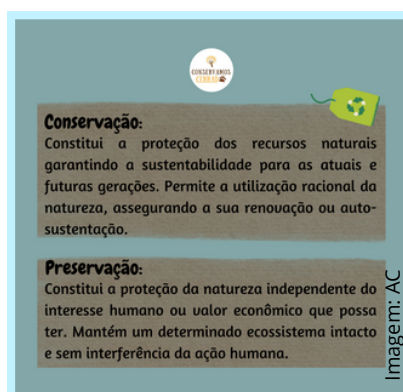 CONSERVAMOS
CERRADO
Conservação:
Constitui a proteção dos recursos naturais
garantindo a sustentabilidade para as atuais e
futuras gerações. Permite a utilização racional da
natureza, assegurando a sua renovação ou auto-
sustentação.
Preservação:
Constitui a proteção da natureza independente do
interesse humano ou valor econômico que possa
ter. Mantém um determinado ecossistema intacto
e sem interferência da ação humana.
Imagem: AC